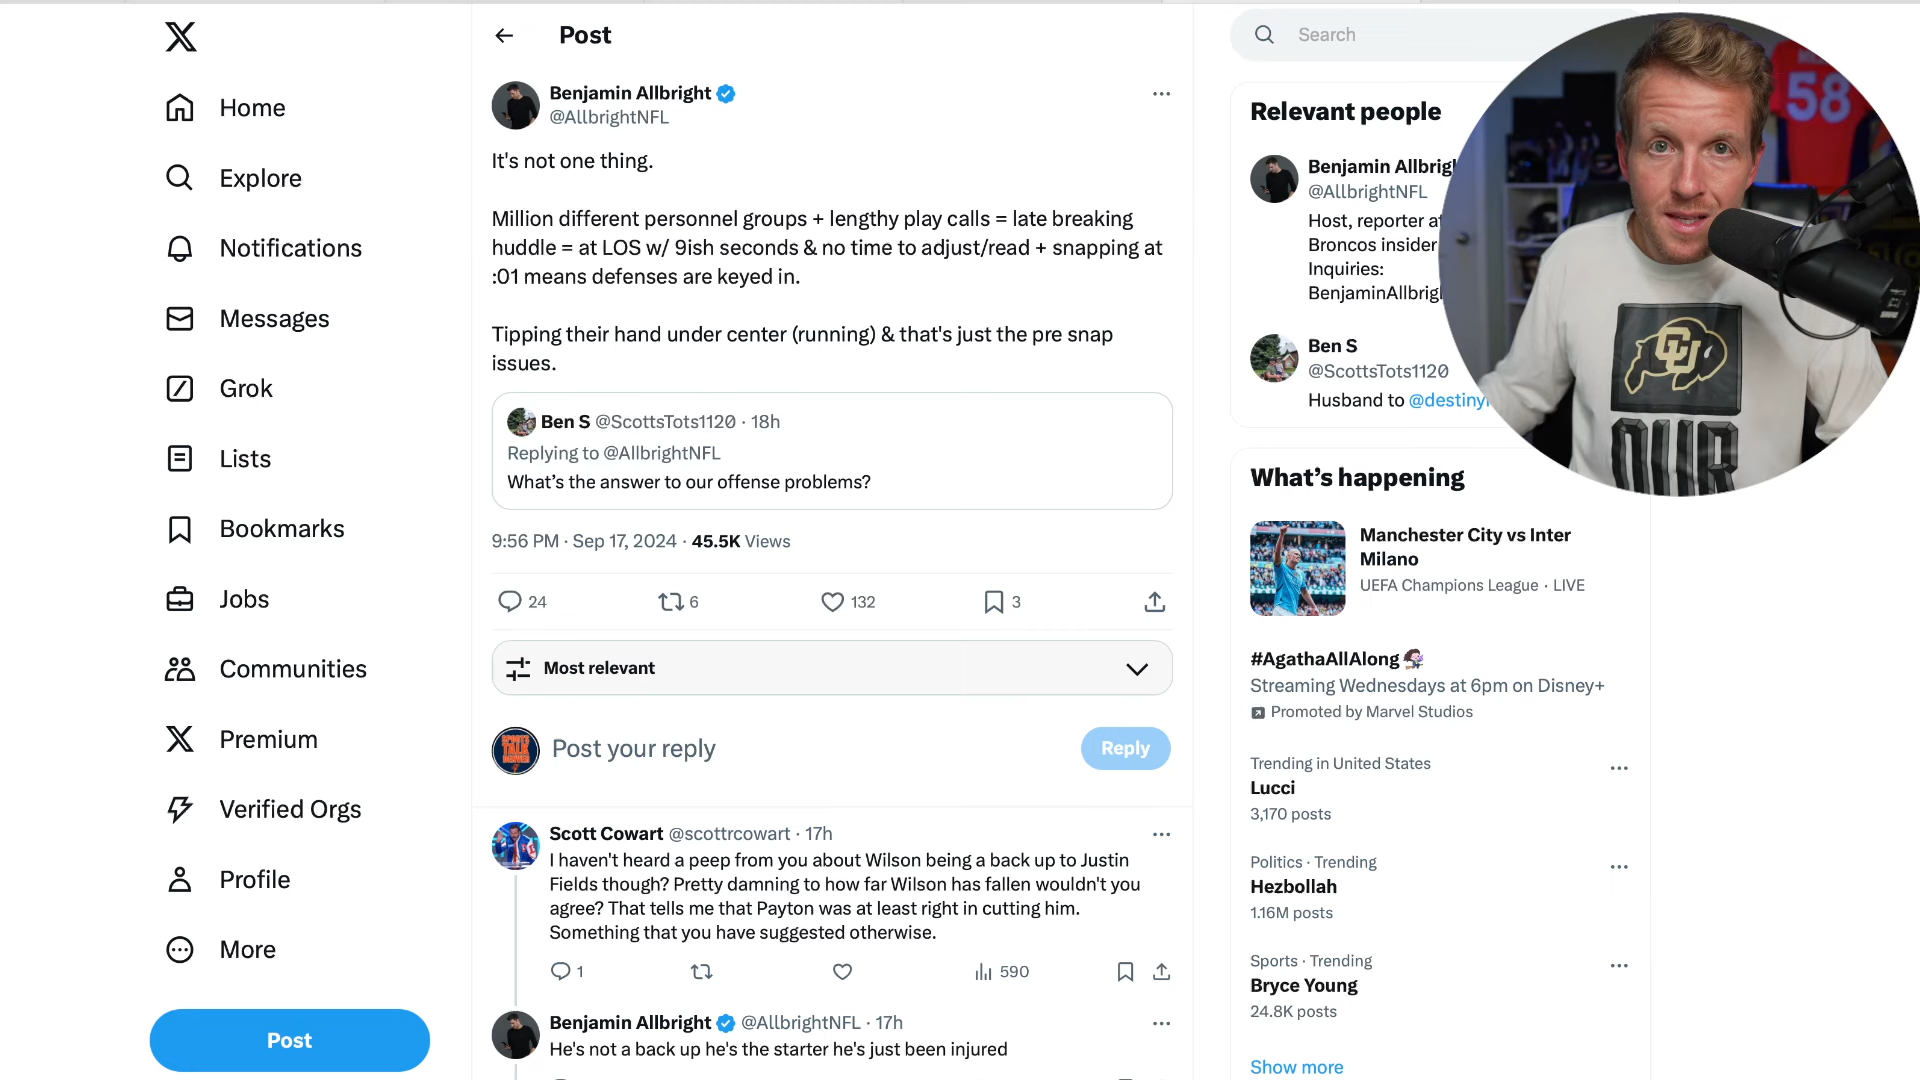 Home
Explore
Notifications
Messages
Grok
Lists
Bookmarks
Jobs
Communities
Premium
Verified Orgs
Profile
More
Post
Post
Benjamin Allbright
@AllbrightNFL
It's not one thing.
Million different personnel groups + lengthy play calls = late breaking
huddle = at LOS w/ 9ish seconds & no time to adjust/read + snapping at
:01 means defenses are keyed in.
Tipping their hand under center (running) & that's just the pre snap
issues.
Ben S @ScottsTots1120 · 18h
Replying to @AllbrightNFL
What's the answer to our offense problems?
9:56 PM · Sep 17, 2024 · 45.5K Views
24 6 132 3
Most relevant
SPORTS TALK DENVER
Post your reply
Reply
Scott Cowart @scottrcowart · 17h
I haven't heard a peep from you about Wilson being a back up to Justin
Fields though? Pretty damning to how far Wilson has fallen wouldn't you
agree? That tells me that Payton was at least right in cutting him.
Something that you have suggested otherwise.
1 590
Benjamin Allbright @AllbrightNFL · 17h
He's not a back up he's the starter he's just been injured
Search
Relevant people
Benjamin Allbrig
@AllbrightNFL
Host, reporter at
Broncos insider
Inquiries:
BenjaminAllbrig
Ben S
@ScottsTots1120
Husband to @destiny
What's happening
Manchester City vs Inter
Milano
UEFA Champions League · LIVE
#AgathaAllAlong
Streaming Wednesdays at 6pm on Disney+
Promoted by Marvel Studios
Trending in United States
Lucci
3,170 posts
Politics · Trending
Hezbollah
1.16M posts
Sports · Trending
Bryce Young
24.8K posts
Show more
58
CU
OUR